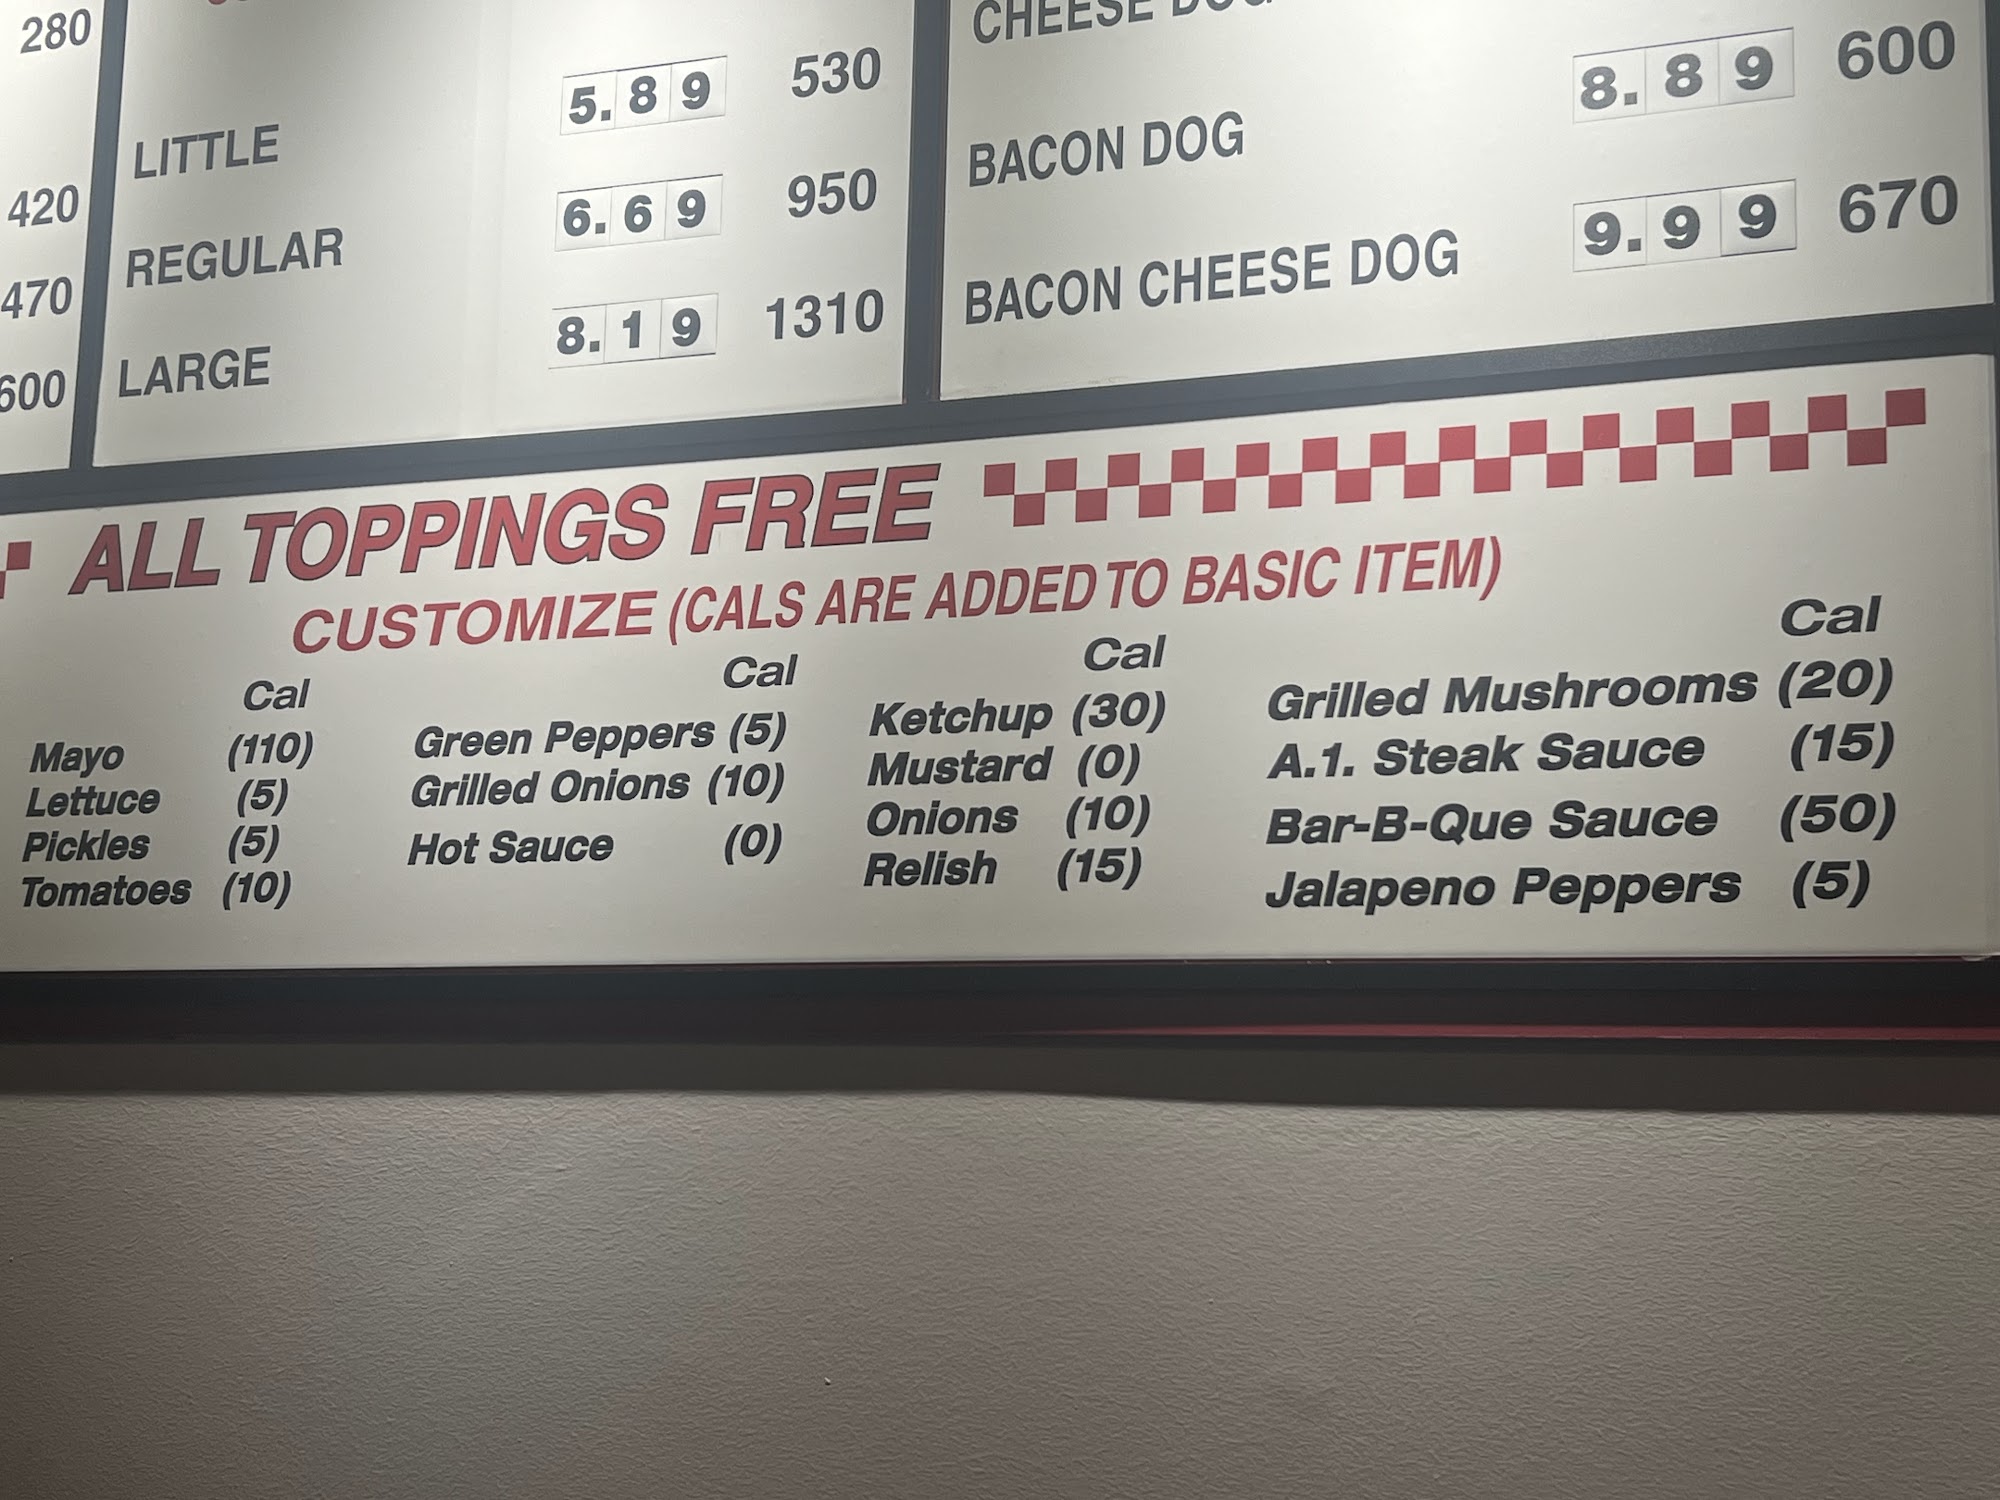 280
420
470
600
LITTLE 5.89 530
REGULAR 6.69 950
LARGE 8.19 1310
CHEESE DOG
BACON DOG 8.89 600
BACON CHEESE DOG 9.99 670
ALL TOPPINGS FREE
CUSTOMIZE (CALS ARE ADDED TO BASIC ITEM)
Cal
Mayo (110)
Lettuce (5)
Pickles (5)
Tomatoes (10)
Cal
Green Peppers (5)
Grilled Onions (10)
Hot Sauce (0)
Cal
Ketchup (30)
Mustard (0)
Onions (10)
Relish (15)
Cal
Grilled Mushrooms (20)
A.1. Steak Sauce (15)
Bar-B-Que Sauce (50)
Jalapeno Peppers (5)